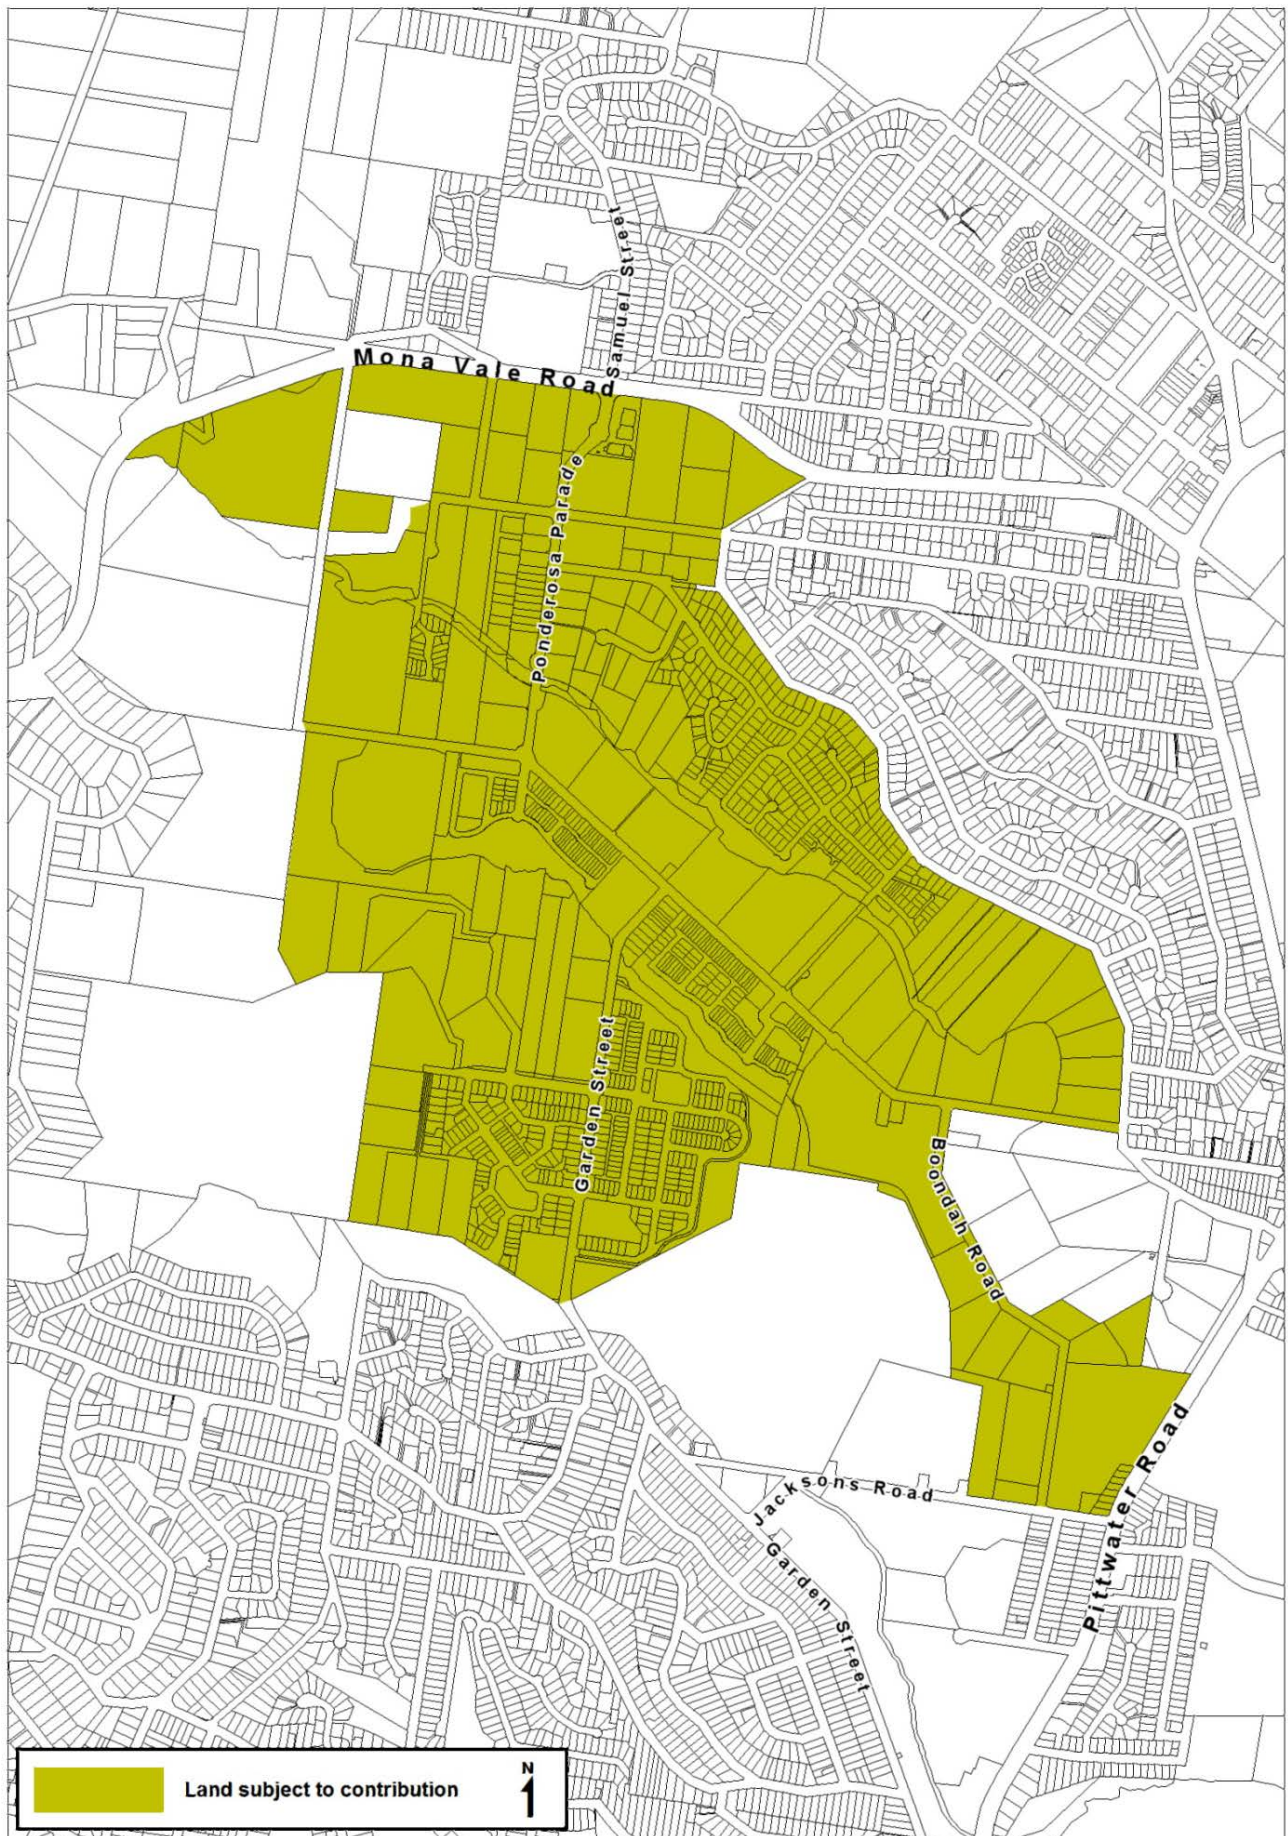 Samuel Street
Mona Vale Road
Ponderosa Parade
Garden Street
Boondah Road
Pittwater Road
Jacksons Road
Garden Street
Land subject to contribution
N